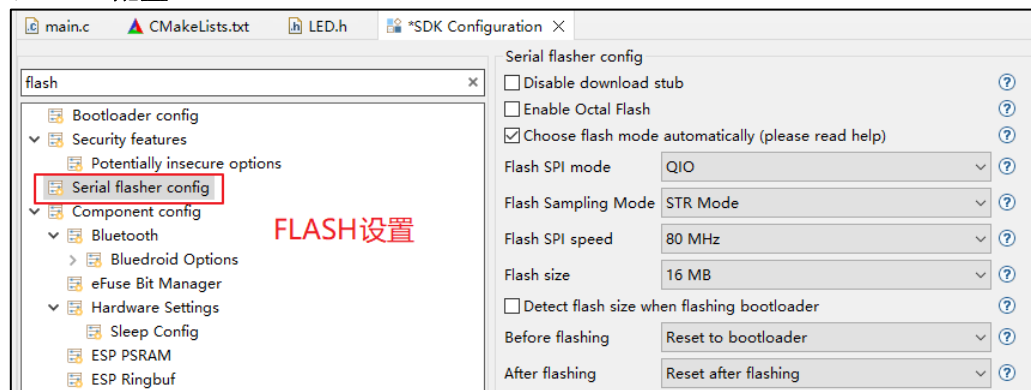 main.c CMakeLists.txt LED.h *SDK Configuration
flash
Bootloader config
Security features
Potentially insecure options
Serial flasher config
Component config
Bluetooth
Bluedroid Options
eFuse Bit Manager
Hardware Settings
Sleep Config
ESP PSRAM
ESP Ringbuf
FLASH设置
Serial flasher config
Disable download stub
Enable Octal Flash
Choose flash mode automatically (please read help)
Flash SPI mode QIO
Flash Sampling Mode STR Mode
Flash SPI speed 80 MHz
Flash size 16 MB
Detect flash size when flashing bootloader
Before flashing Reset to bootloader
After flashing Reset after flashing